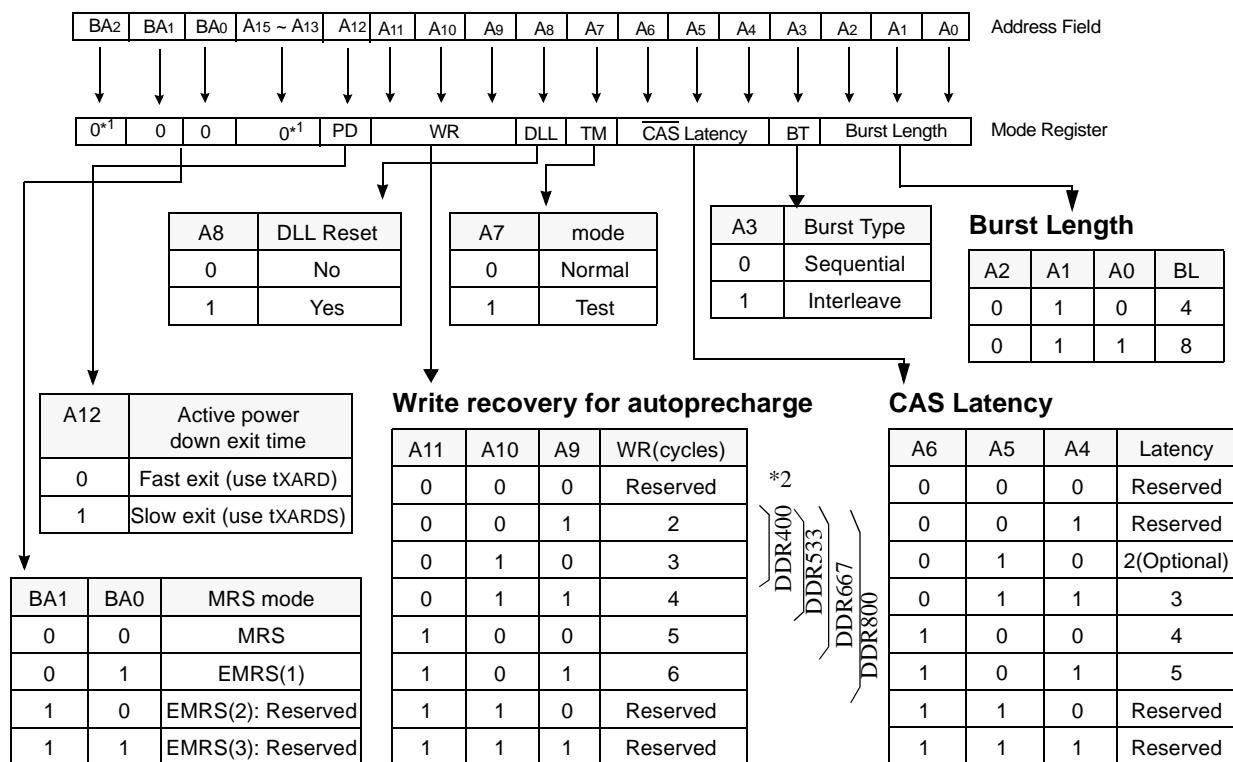 BA2 BA1 BA0 A15 ~ A13 A12 A11 A10 A9 A8 A7 A6 A5 A4 A3 A2 A1 A0 Address Field
0*1 0 0 0*1 PD WR DLL TM CAS Latency BT Burst Length Mode Register
A8 DLL Reset
0 No
1 Yes
A7 mode
0 Normal
1 Test
A3 Burst Type
0 Sequential
1 Interleave
Burst Length
A2 A1 A0 BL
0 1 0 4
0 1 1 8
A12 Active power
down exit time
0 Fast exit (use tXARD)
1 Slow exit (use tXARDS)
BA1 BA0 MRS mode
0 0 MRS
0 1 EMRS(1)
1 0 EMRS(2): Reserved
1 1 EMRS(3): Reserved
Write recovery for autoprecharge
A11 A10 A9 WR(cycles)
0 0 0 Reserved
0 0 1 2
0 1 0 3
0 1 1 4
1 0 0 5
1 0 1 6
1 1 0 Reserved
1 1 1 Reserved
*2
DDR400
DDR533
DDR667
DDR800
CAS Latency
A6 A5 A4 Latency
0 0 0 Reserved
0 0 1 Reserved
0 1 0 2(Optional)
0 1 1 3
1 0 0 4
1 0 1 5
1 1 0 Reserved
1 1 1 Reserved